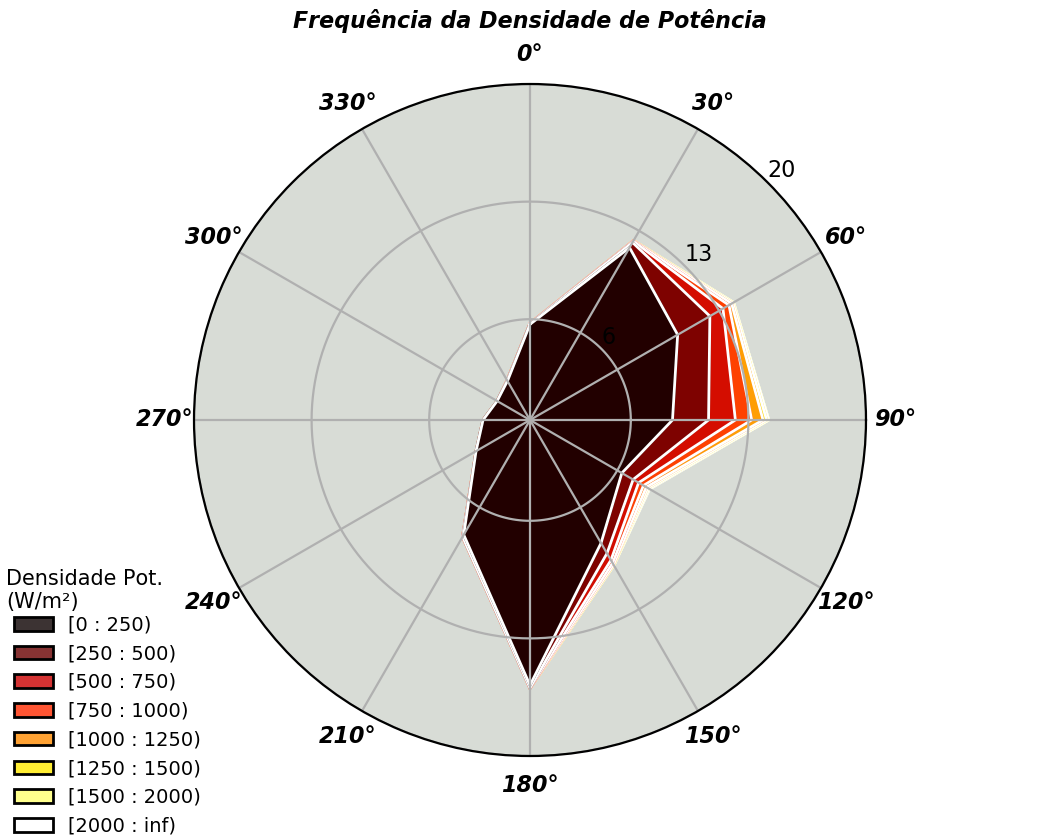 Frequência da Densidade de Potência
0°
30°
60°
90°
120°
150°
180°
210°
240°
270°
300°
330°
6
13
20
Densidade Pot.
(W/m²)
[0 : 250)
[250 : 500)
[500 : 750)
[750 : 1000)
[1000 : 1250)
[1250 : 1500)
[1500 : 2000)
[2000 : inf)